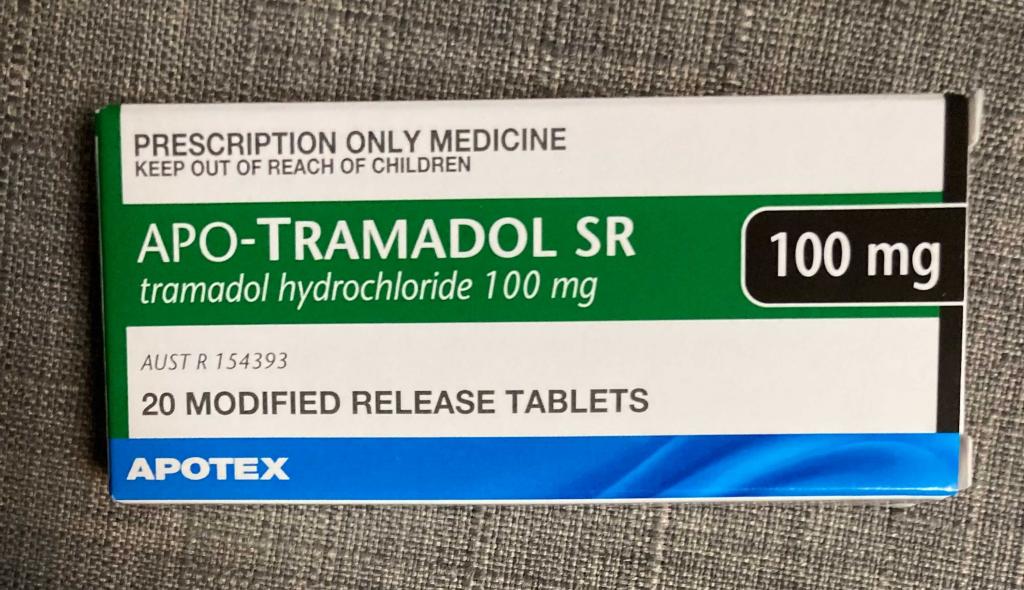 PRESCRIPTION ONLY MEDICINE
KEEP OUT OF REACH OF CHILDREN
APO-TRAMADOL SR
tramadol hydrochloride 100 mg
100 mg
AUST R 154393
20 MODIFIED RELEASE TABLETS
APOTEX